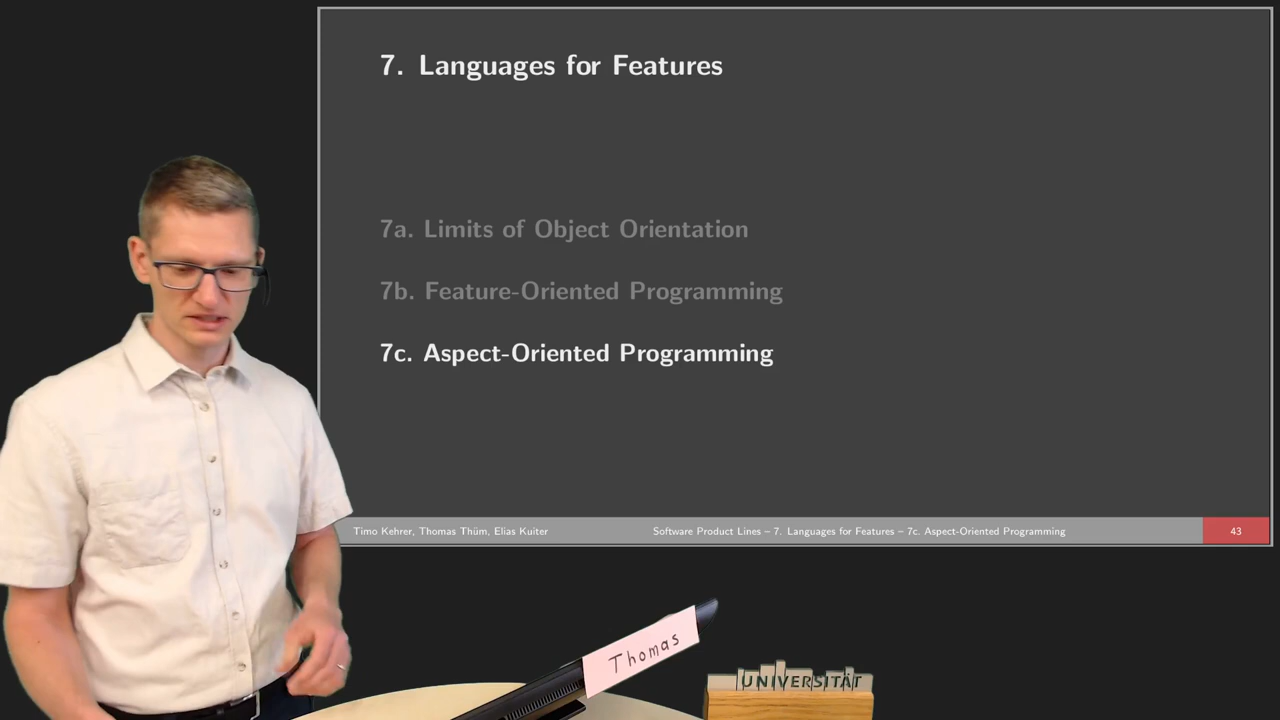 7. Languages for Features
7a. Limits of Object Orientation
7b. Feature-Oriented Programming
7c. Aspect-Oriented Programming
Timo Kehrer, Thomas Thüm, Elias Kuiter
Software Product Lines – 7. Languages for Features – 7c. Aspect-Oriented Programming
43
Thomas
UNIVERSITÄT